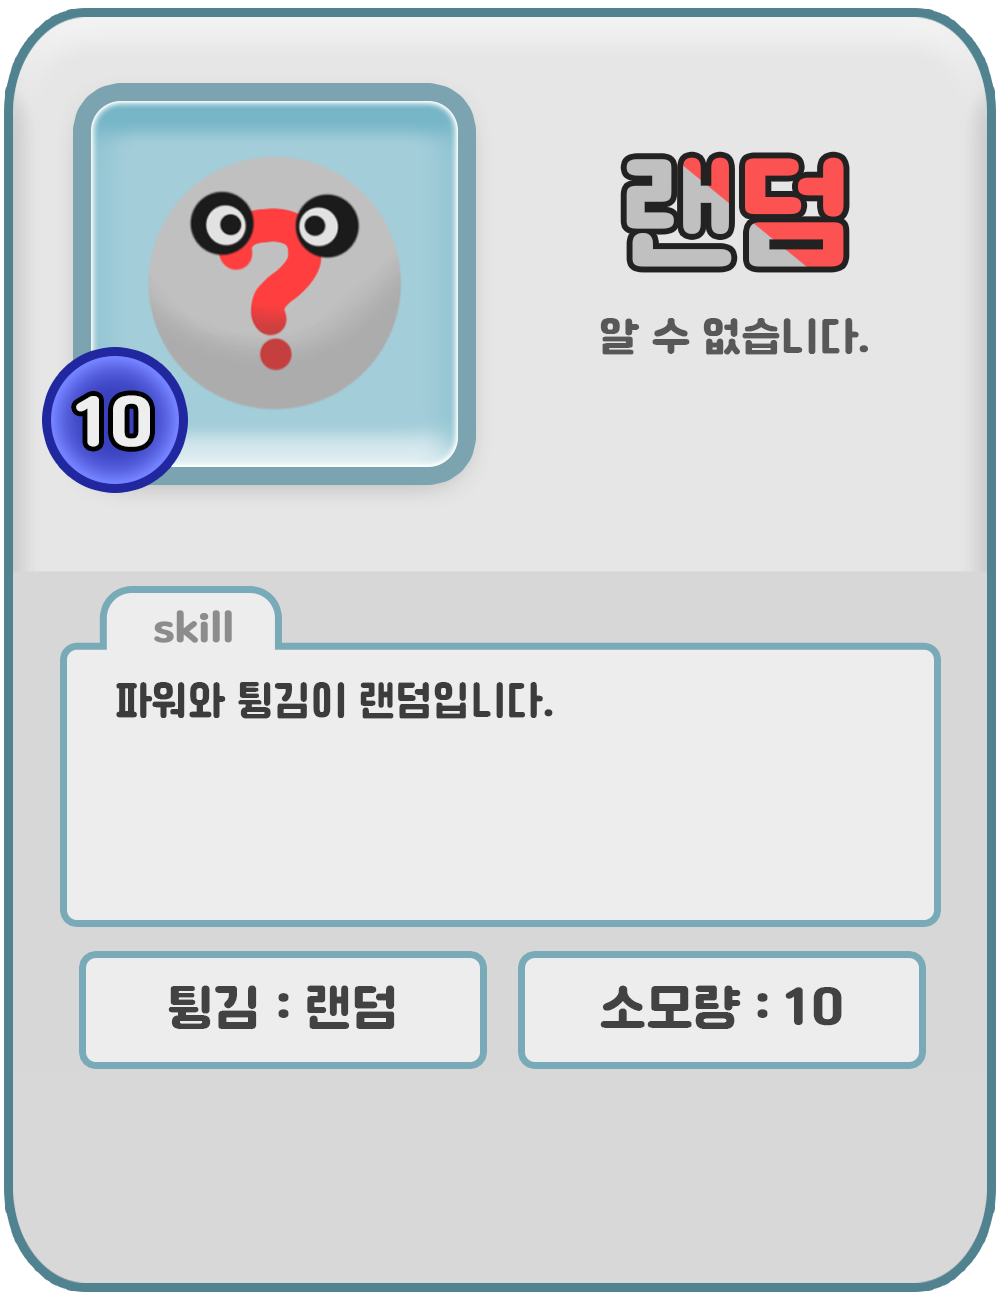 랜덤
알 수 없습니다.
?
10
skill
파워와 튕김이 랜덤입니다.
튕김 : 랜덤
소모량 : 10